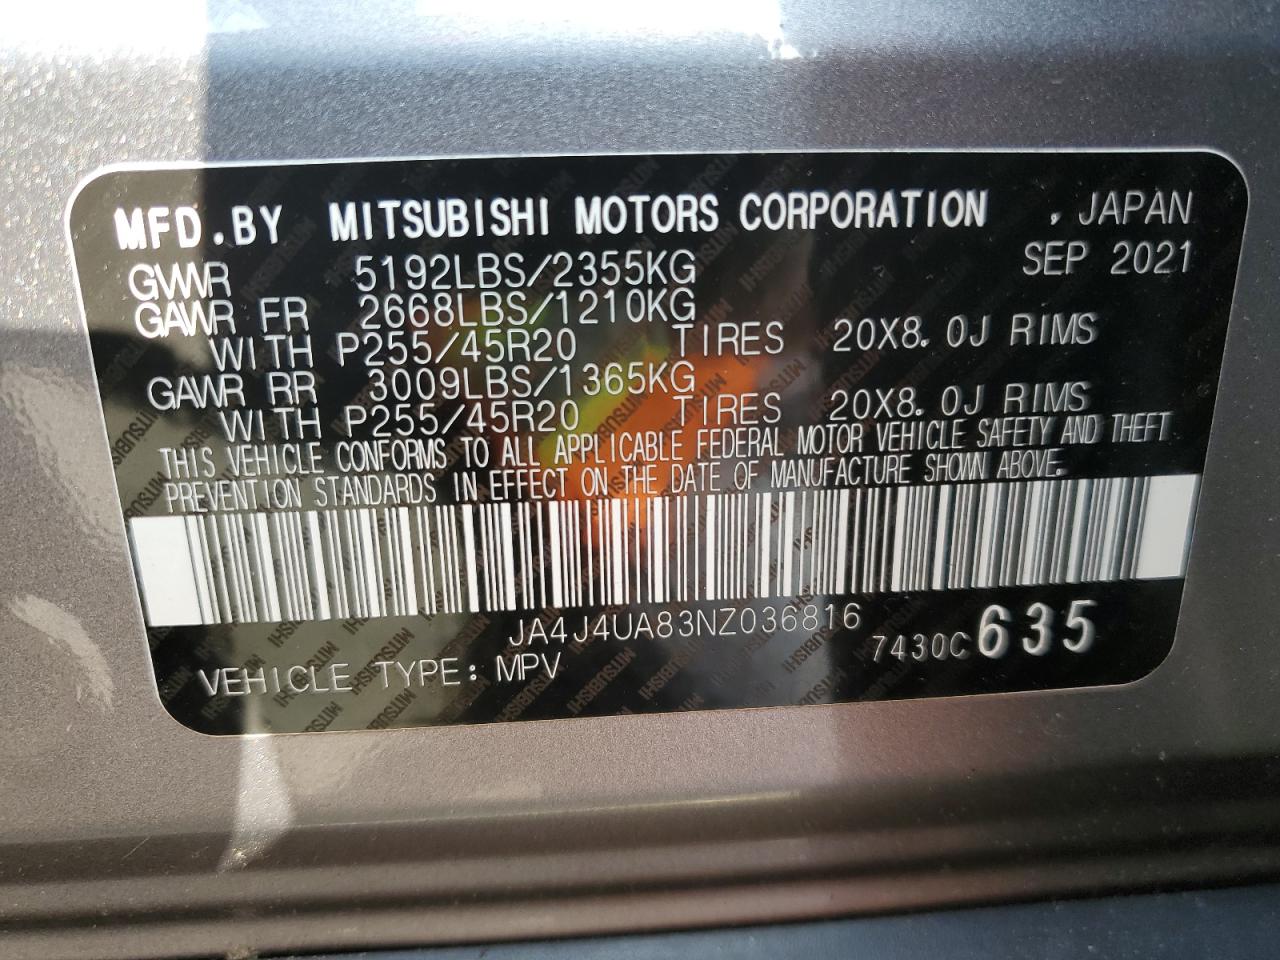 MFD.BY MITSUBISHI MOTORS CORPORATION , JAPAN
SEP 2021
GVWR 5192LBS/2355KG
GAWR FR 2668LBS/1210KG
WITH P255/45R20 TIRES 20X8.0J RIMS
GAWR RR 3009LBS/1365KG
WITH P255/45R20 TIRES 20X8.0J RIMS
THIS VEHICLE CONFORMS TO ALL APPLICABLE FEDERAL MOTOR VEHICLE SAFETY AND THEFT
PREVENTION STANDARDS IN EFFECT ON THE DATE OF MANUFACTURE SHOWN ABOVE.
JA4J4UA83NZ036816
7430C 635
VEHICLE TYPE: MPV